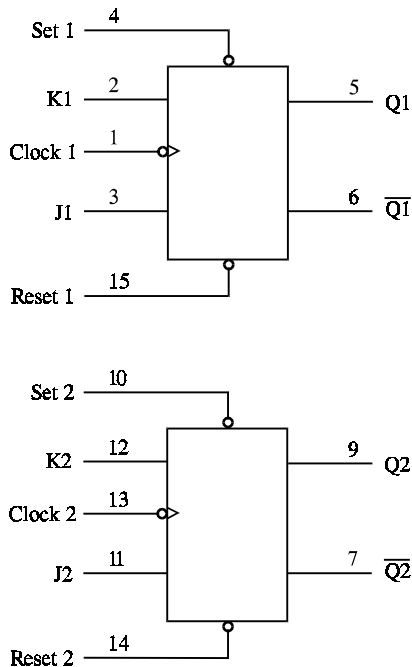 Set 1 4
K1 2 5 Q1
Clock 1 1
J1 3 6 Q1
Reset 1 15
Set 2 10
K2 12 9 Q2
Clock 2 13
J2 11 7 Q2
Reset 2 14